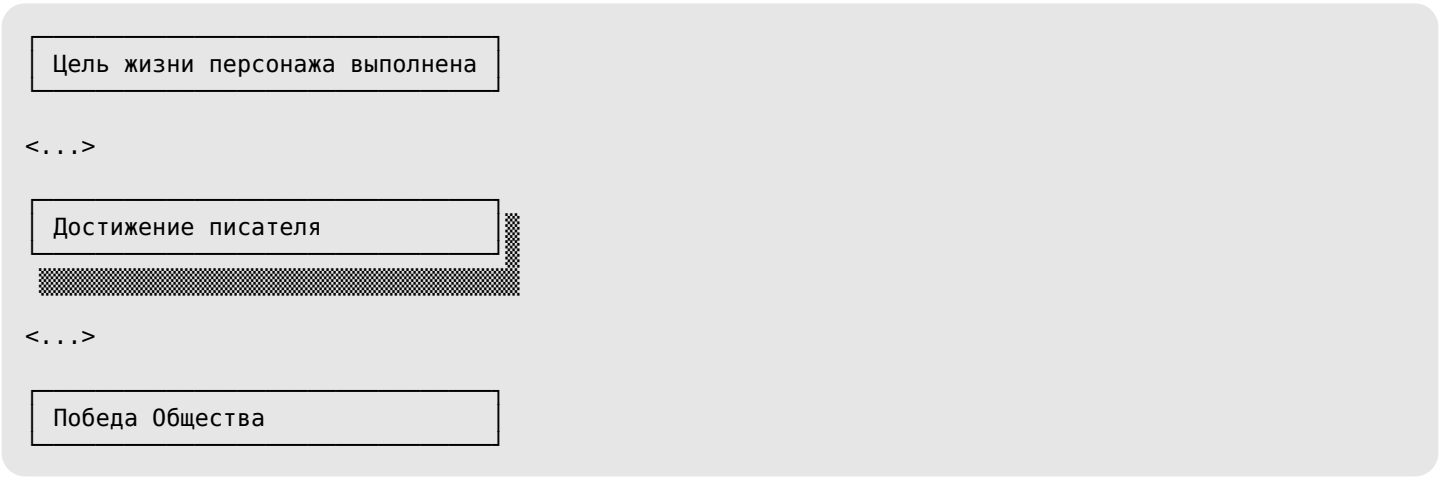 Цель жизни персонажа выполнена
<...>
Достижение писателя
<...>
Победа Общества